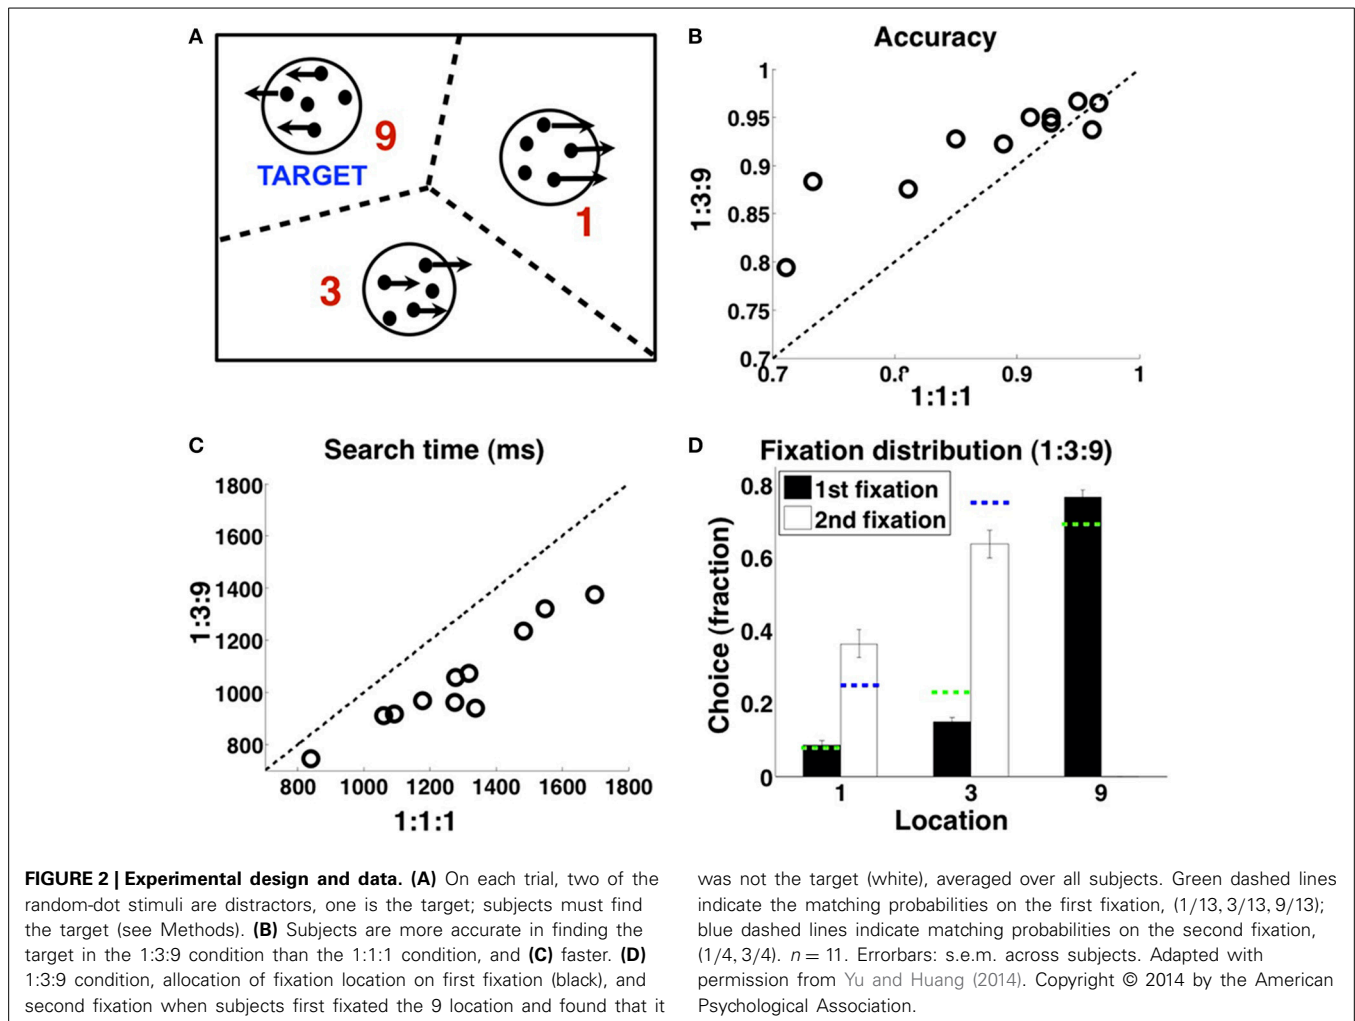 A
9
TARGET
1
3
B
Accuracy
1:3:9
1
0.95
0.9
0.85
0.8
0.75
0.7
0.7 0.8 0.9 1
1:1:1
C
Search time (ms)
1:3:9
1800
1600
1400
1200
1000
800
800 1000 1200 1400 1600 1800
1:1:1
D
Fixation distribution (1:3:9)
1st fixation
2nd fixation
Choice (fraction)
0.8
0.6
0.4
0.2
0
1 3 9
Location
FIGURE 2 | Experimental design and data. (A) On each trial, two of the
random-dot stimuli are distractors, one is the target; subjects must find
the target (see Methods). (B) Subjects are more accurate in finding the
target in the 1:3:9 condition than the 1:1:1 condition, and (C) faster. (D)
1:3:9 condition, allocation of fixation location on first fixation (black), and
second fixation when subjects first fixated the 9 location and found that it
was not the target (white), averaged over all subjects. Green dashed lines
indicate the matching probabilities on the first fixation, (1/13, 3/13, 9/13);
blue dashed lines indicate matching probabilities on the second fixation,
(1/4, 3/4). n = 11. Errorbars: s.e.m. across subjects. Adapted with
permission from Yu and Huang (2014). Copyright © 2014 by the American
Psychological Association.